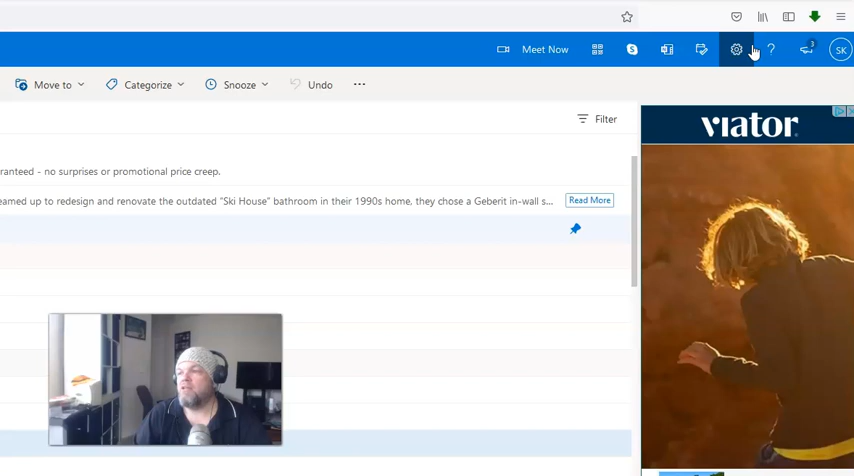 Meet Now
?
3
SK
Move to
Categorize
Snooze
Undo
...
Filter
viator
ranteed - no surprises or promotional price creep.
eamed up to redesign and renovate the outdated "Ski House" bathroom in their 1990s home, they chose a Geberit in-wall s... Read More